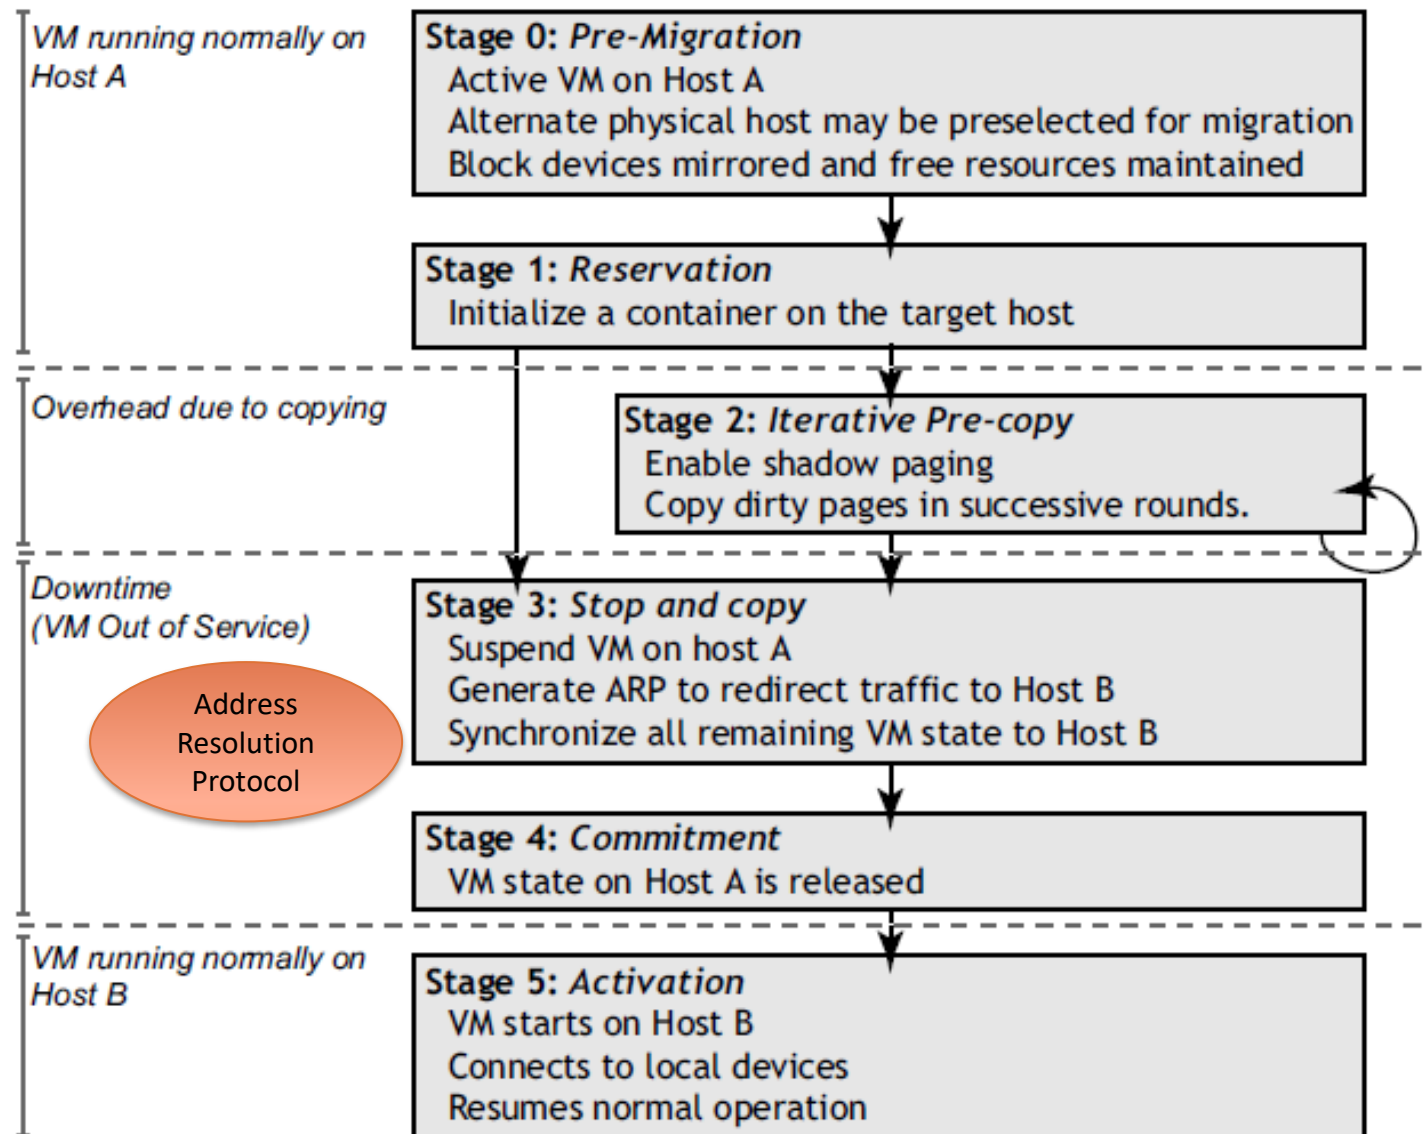 VM running normally on
Host A
Stage 0: Pre-Migration
Active VM on Host A
Alternate physical host may be preselected for migration
Block devices mirrored and free resources maintained
Stage 1: Reservation
Initialize a container on the target host
Overhead due to copying
Stage 2: Iterative Pre-copy
Enable shadow paging
Copy dirty pages in successive rounds.
Downtime
(VM Out of Service)
Stage 3: Stop and copy
Suspend VM on host A
Generate ARP to redirect traffic to Host B
Synchronize all remaining VM state to Host B
Address
Resolution
Protocol
Stage 4: Commitment
VM state on Host A is released
VM running normally on
Host B
Stage 5: Activation
VM starts on Host B
Connects to local devices
Resumes normal operation